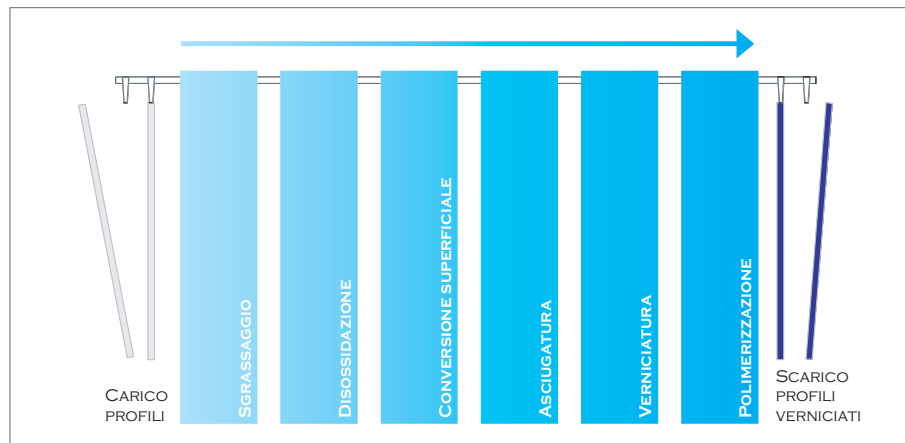 CARICO
PROFILI
SGRASSAGGIO
DISOSSIDAZIONE
CONVERSIONE SUPERFICIALE
ASCIUGATURA
VERNICIATURA
POLIMERIZZAZIONE
SCARICO
PROFILI
VERNICIATI